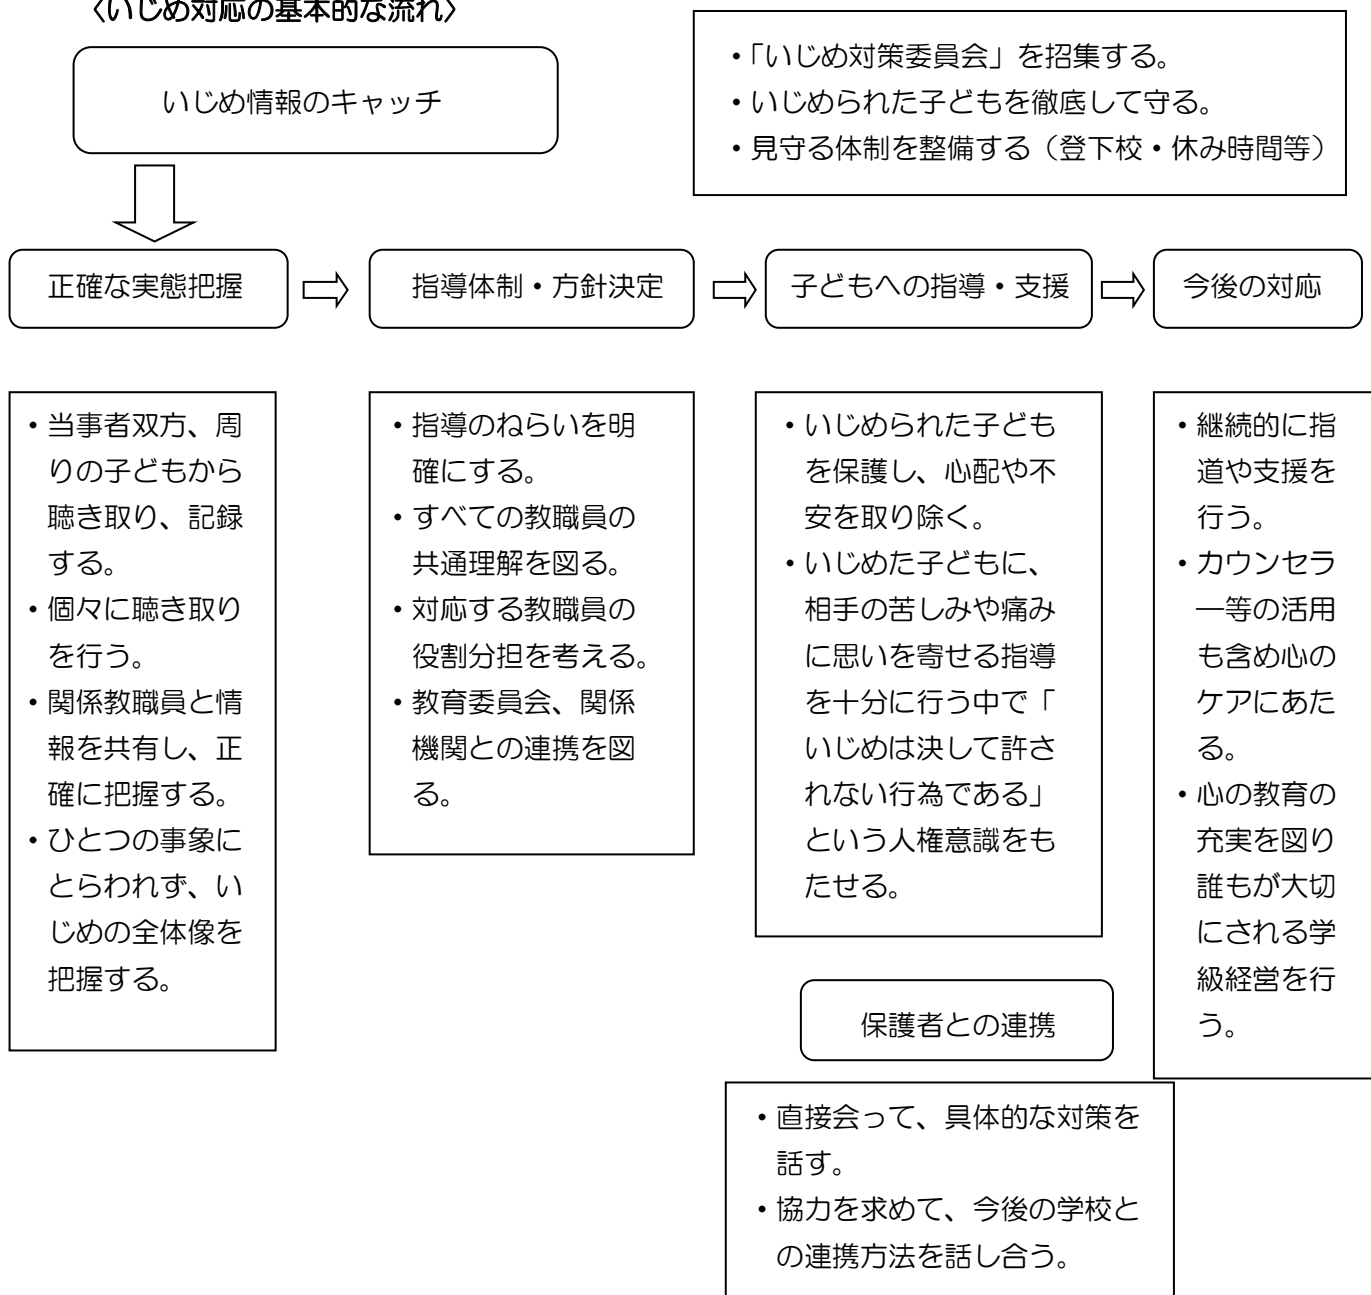 〈いじめ対応の基本的な流れ〉
いじめ情報のキャッチ
・「いじめ対策委員会」を招集する。
・いじめられた子どもを徹底して守る。
・見守る体制を整備する（登下校・休み時間等）
正確な実態把握
指導体制・方針決定
子どもへの指導・支援
今後の対応
・当事者双方、周
りの子どもから
聴き取り、記録
する。
・個々に聴き取り
を行う。
・関係教職員と情
報を共有し、正
確に把握する。
・ひとつの事象に
とらわれず、い
じめの全体像を
把握する。
・指導のねらいを明
確にする。
・すべての教職員の
共通理解を図る。
・対応する教職員の
役割分担を考える。
・教育委員会、関係
機関との連携を図
る。
・いじめられた子ども
を保護し、心配や不
安を取り除く。
・いじめた子どもに、
相手の苦しみや痛み
に思いを寄せる指導
を十分に行う中で「
いじめは決して許さ
れない行為である」
という人権意識をも
たせる。
・継続的に指
道や支援を
行う。
・カウンセラ
―等の活用
も含め心の
ケアにあた
る。
・心の教育の
充実を図り
誰もが大切
にされる学
級経営を行
う。
保護者との連携
・直接会って、具体的な対策を
話す。
・協力を求めて、今後の学校と
の連携方法を話し合う。